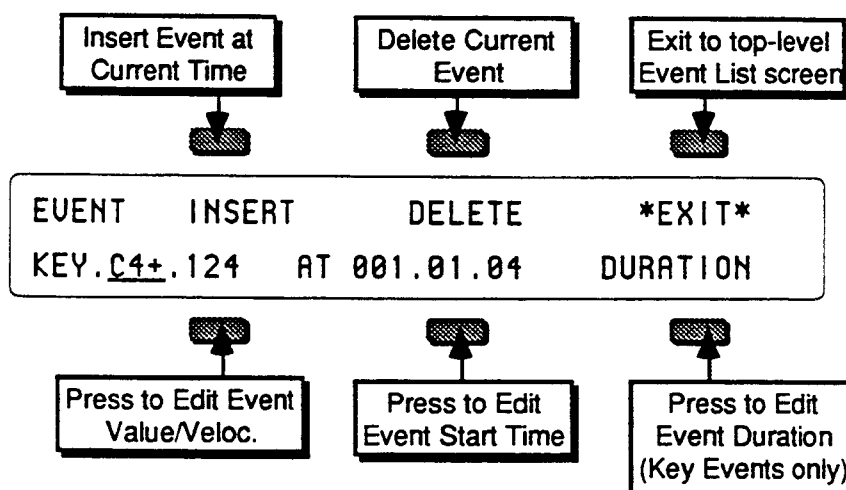 Insert Event at
Current Time
Delete Current
Event
Exit to top-level
Event List screen
EVENT INSERT DELETE *EXIT*
KEY.C4+.124 AT 001.01.04 DURATION
Press to Edit Event
Value/Veloc.
Press to Edit
Event Start Time
Press to Edit
Event Duration
(Key Events only)